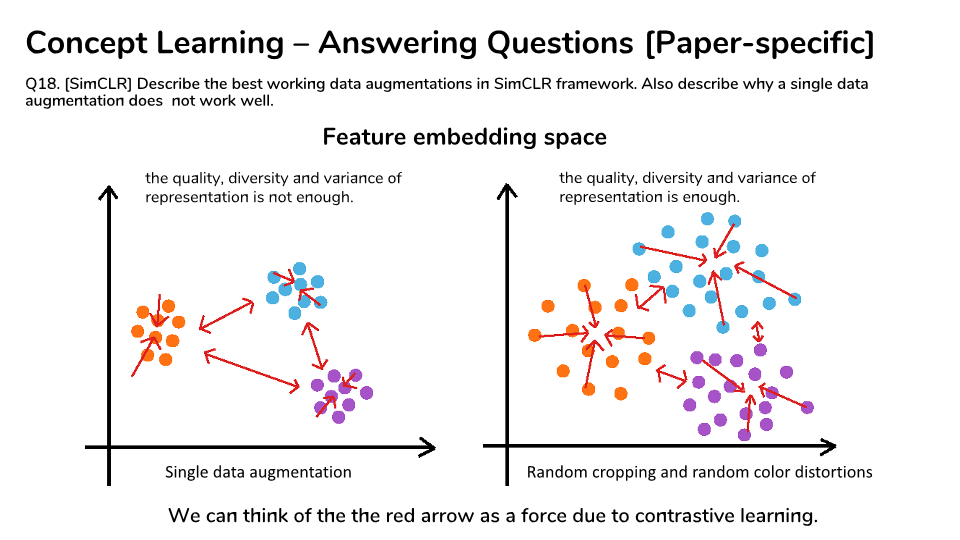 Concept Learning – Answering Questions [Paper-specific]
Q18. [SimCLR] Describe the best working data augmentations in SimCLR framework. Also describe why a single data
augmentation does  not work well.
Feature embedding space
the quality, diversity and variance of
representation is not enough.
the quality, diversity and variance of
representation is enough.
Single data augmentation
Random cropping and random color distortions
We can think of the the red arrow as a force due to contrastive learning.